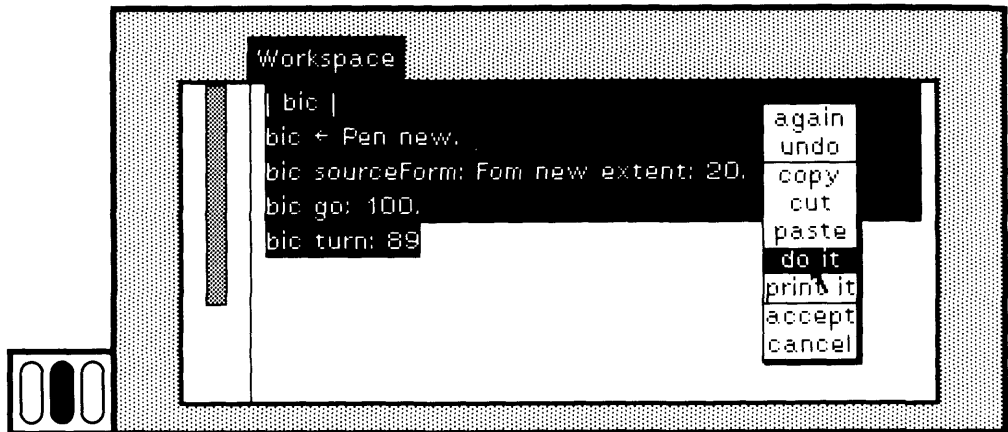 Workspace
| bic |
bic ← Pen new.
bic sourceForm: Fom new extent: 20.
bic go: 100.
bic turn: 89
again
undo
copy
cut
paste
do it
print it
accept
cancel